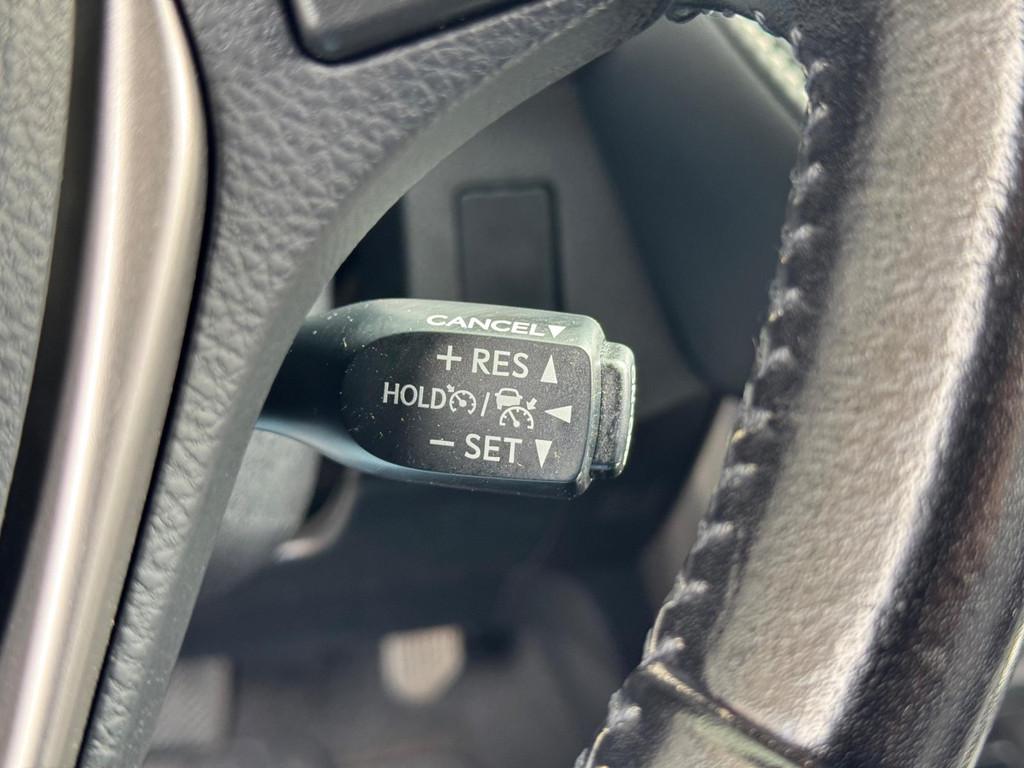 CANCEL▼
+ RES ▲
HOLD / ◀
− SET ▼